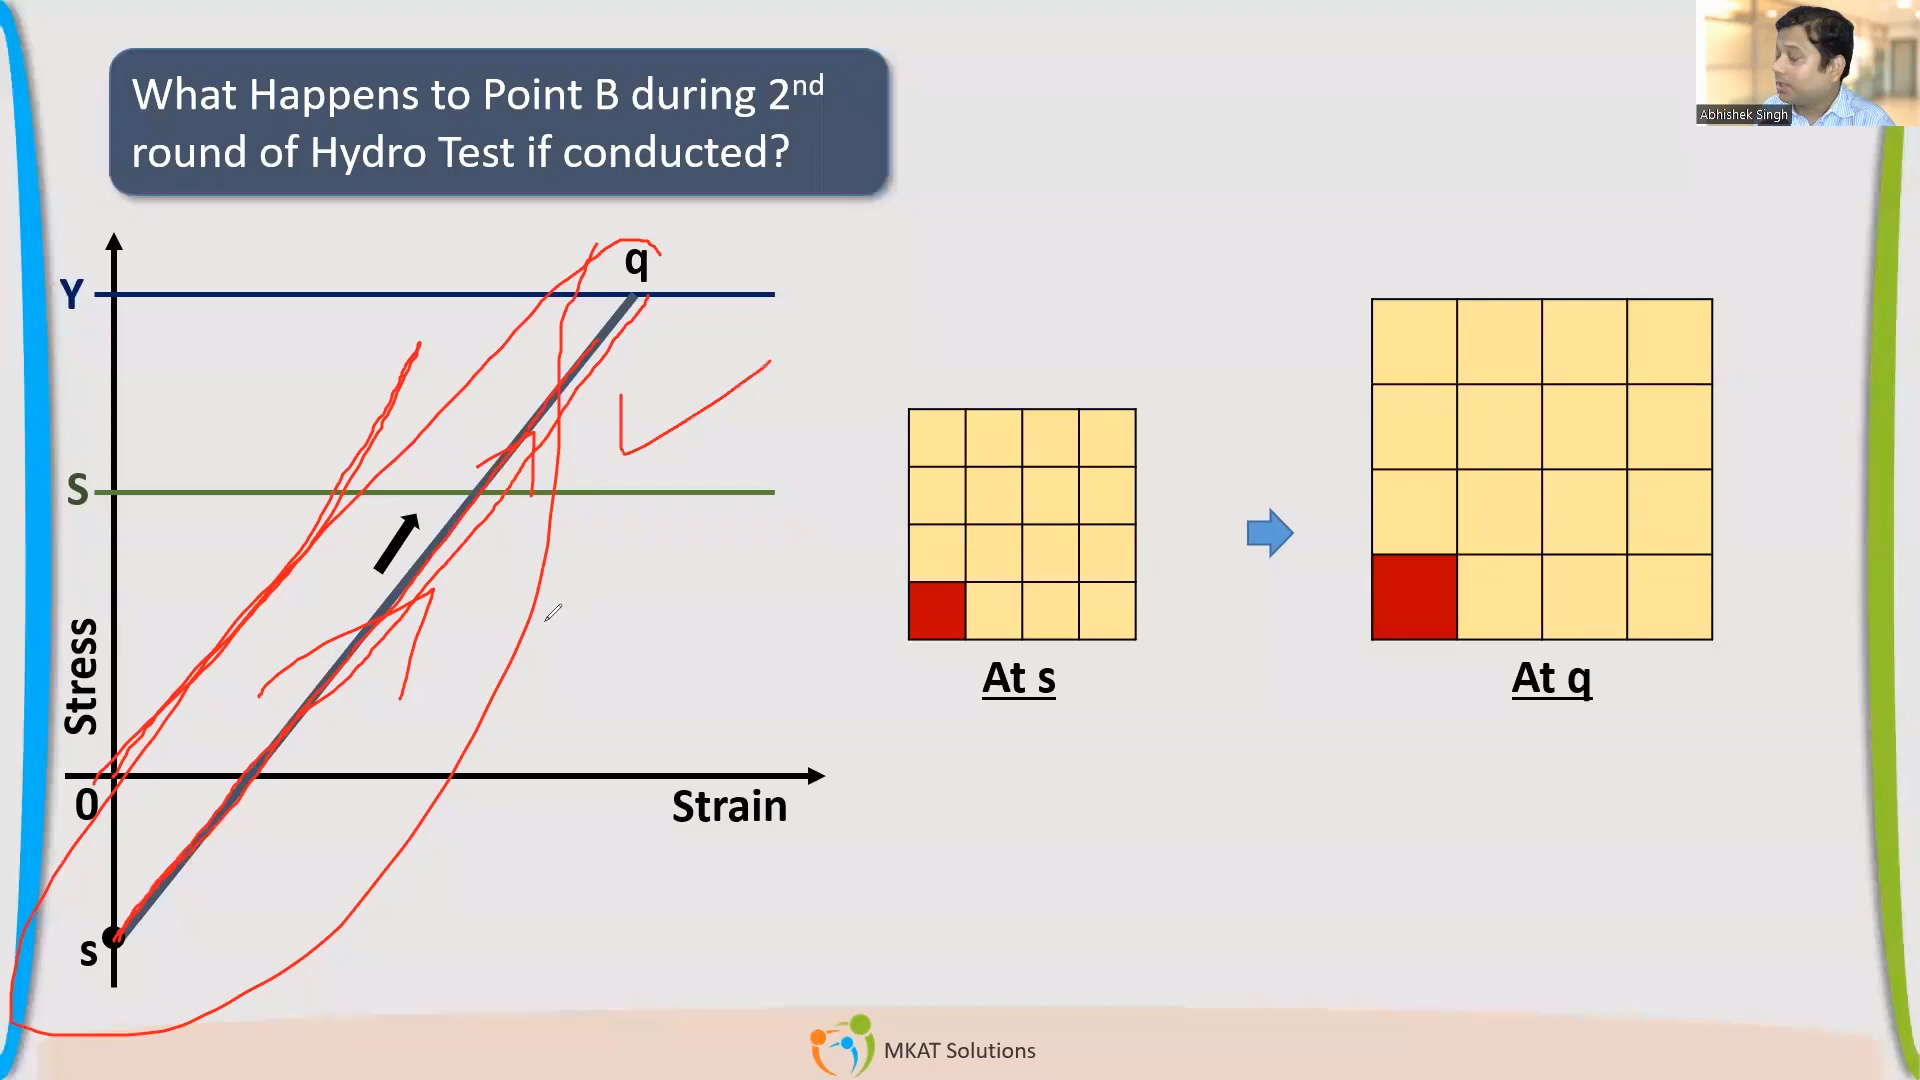 What Happens to Point B during 2nd
round of Hydro Test if conducted?
Abhishek Singh
q
Y
S
Stress
0
Strain
s
At s
At q
MKAT Solutions